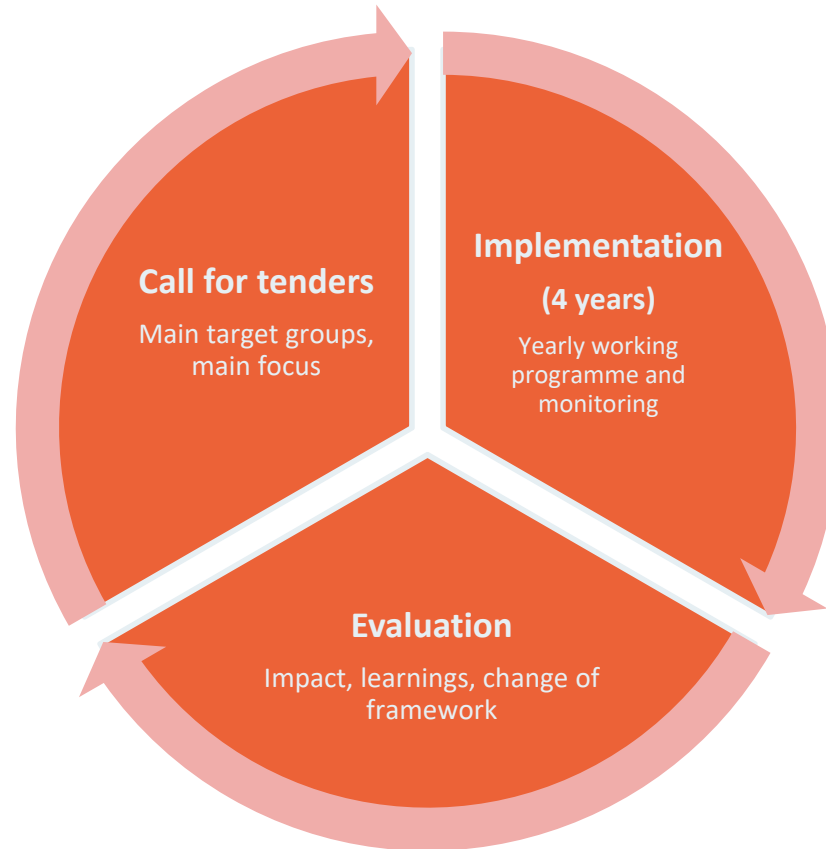 Call for tenders
Main target groups,
main focus
Implementation
(4 years)
Yearly working
programme and
monitoring
Evaluation
Impact, learnings, change of
framework